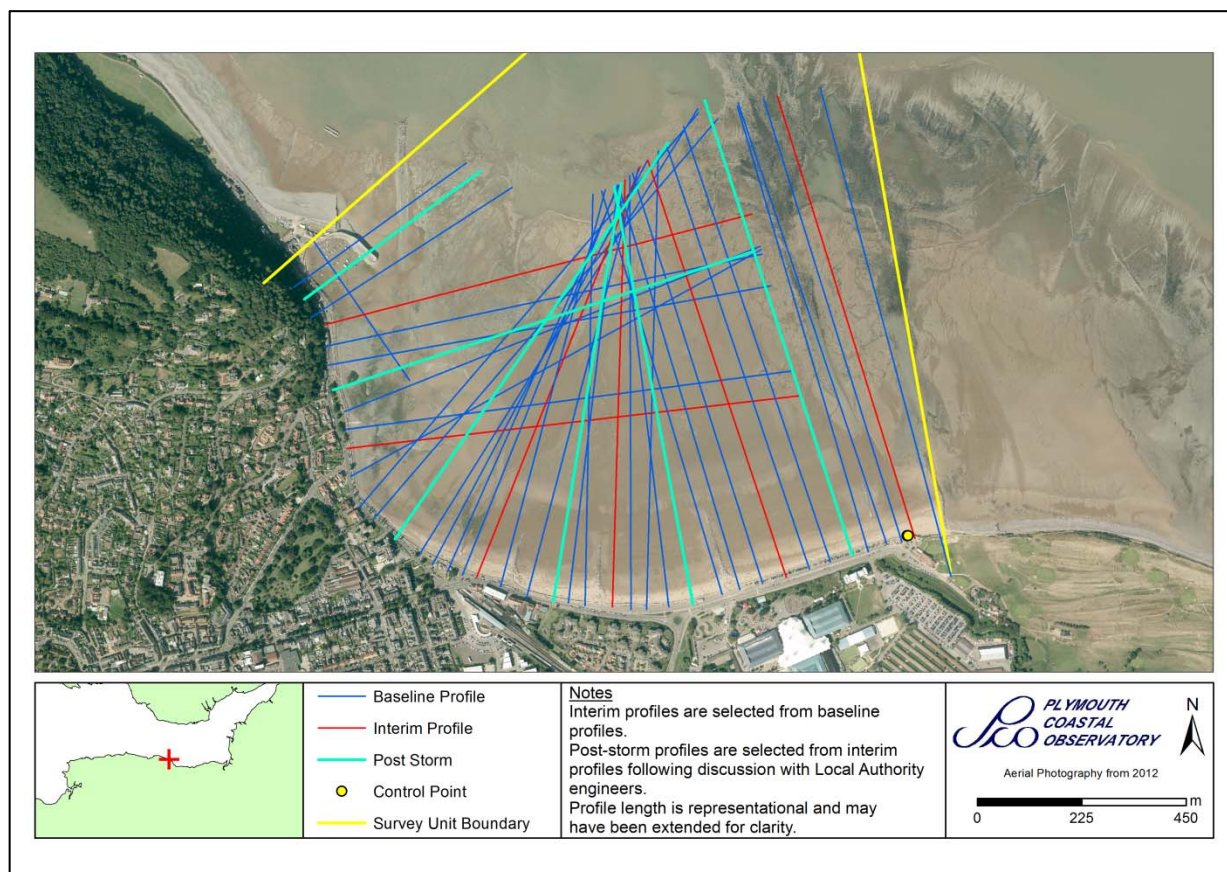 Baseline Profile
Interim Profile
Post Storm
Control Point
Survey Unit Boundary
Notes
Interim profiles are selected from baseline
profiles.
Post-storm profiles are selected from interim
profiles following discussion with Local Authority
engineers.
Profile length is representational and may
have been extended for clarity.
PLYMOUTH
COASTAL
OBSERVATORY
N
Aerial Photography from 2012
m
0 225 450